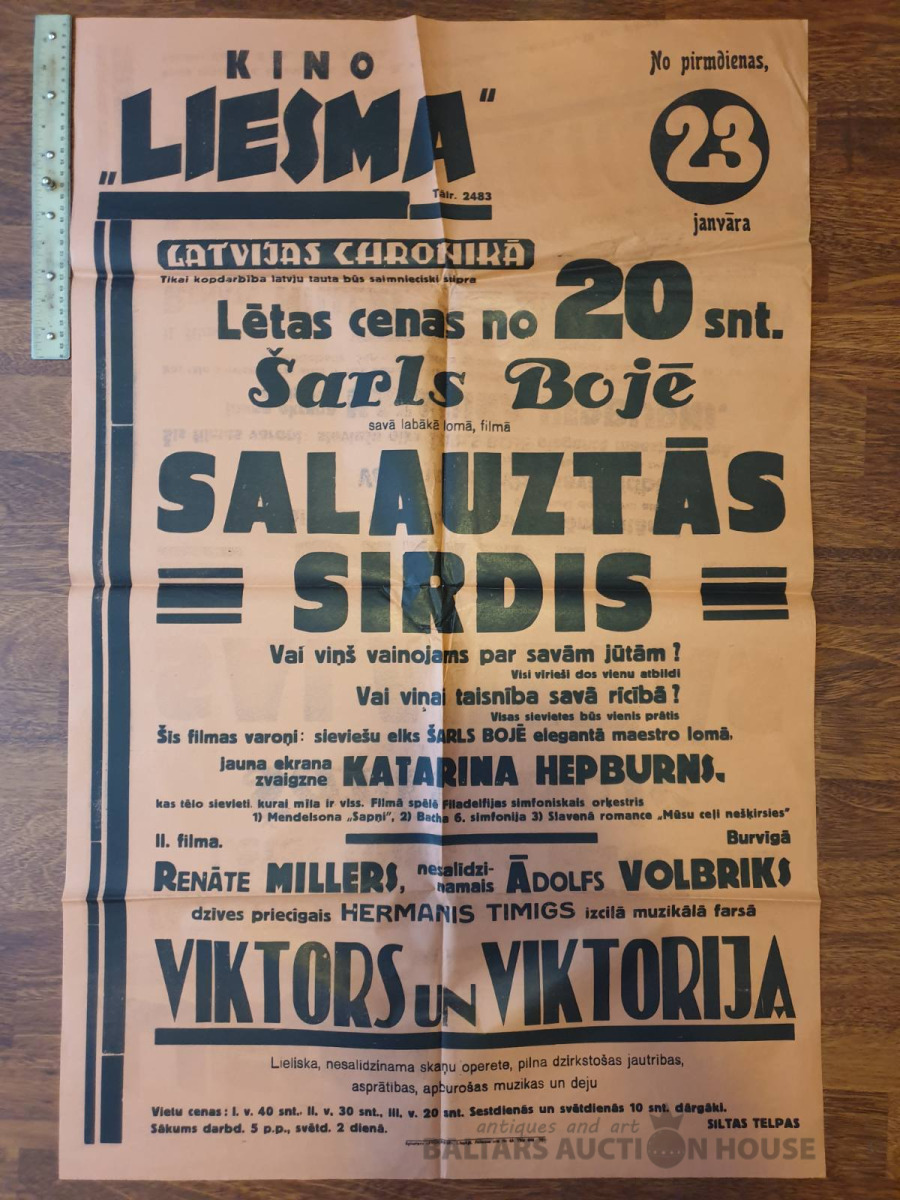 KINO
„LIESMA"
Tālr. 2483
No pirmdienas,
23
janvāra
LATVIJAS CHRONIKĀ
Tikai kopdarbība latvju tauta būs saimnieciski stipra
Lētas cenas no 20 snt.
Šarls Bojē
savā labākā lomā, filmā
SALAUZTĀS
SIRDIS
Vai viņš vainojams par savām jūtām?
Visi vīrieši dos vienu atbildi
Vai viņai taisnība savā rīcībā?
Visas sievietes būs vienis prātis
Šis filmas varoņi: sieviešu elks ŠARLS BOJĒ elegantā maestro lomā,
jauna ekrana zvaigzne KATARINA HEPBURNS,
kas tēlo sievieti, kurai mīla ir viss. Filmā spēlē Filadelfijas simfoniskais orķestris
1) Mendelsona „Sapņi", 2) Bacha 6. simfonija 3) Slavenā romance „Mūsu ceļi nešķirsies"
II. filma.
Burvīgā
RENĀTE MILLERS, nesalīdzinamais ĀDOLFS VOLBRIKS
dzīves priecīgais HERMANIS TIMIGS izcilā muzikālā farsā
VIKTORS UN VIKTORIJA
Lieliska, nesalīdzinama skaņu operete, pilna dzirkstošas jautrības,
asprātības, apburošas muzikas un deju
Vietu cenas: I. v. 40 snt., II. v. 30 snt., III. v. 20 snt. Sestdienās un svētdienās 10 snt. dārgāki.
Sākums darbd. 5 p.p., svētd. 2 dienā.
SILTAS TELPAS
antiques and art
BALTARS AUCTION HOUSE